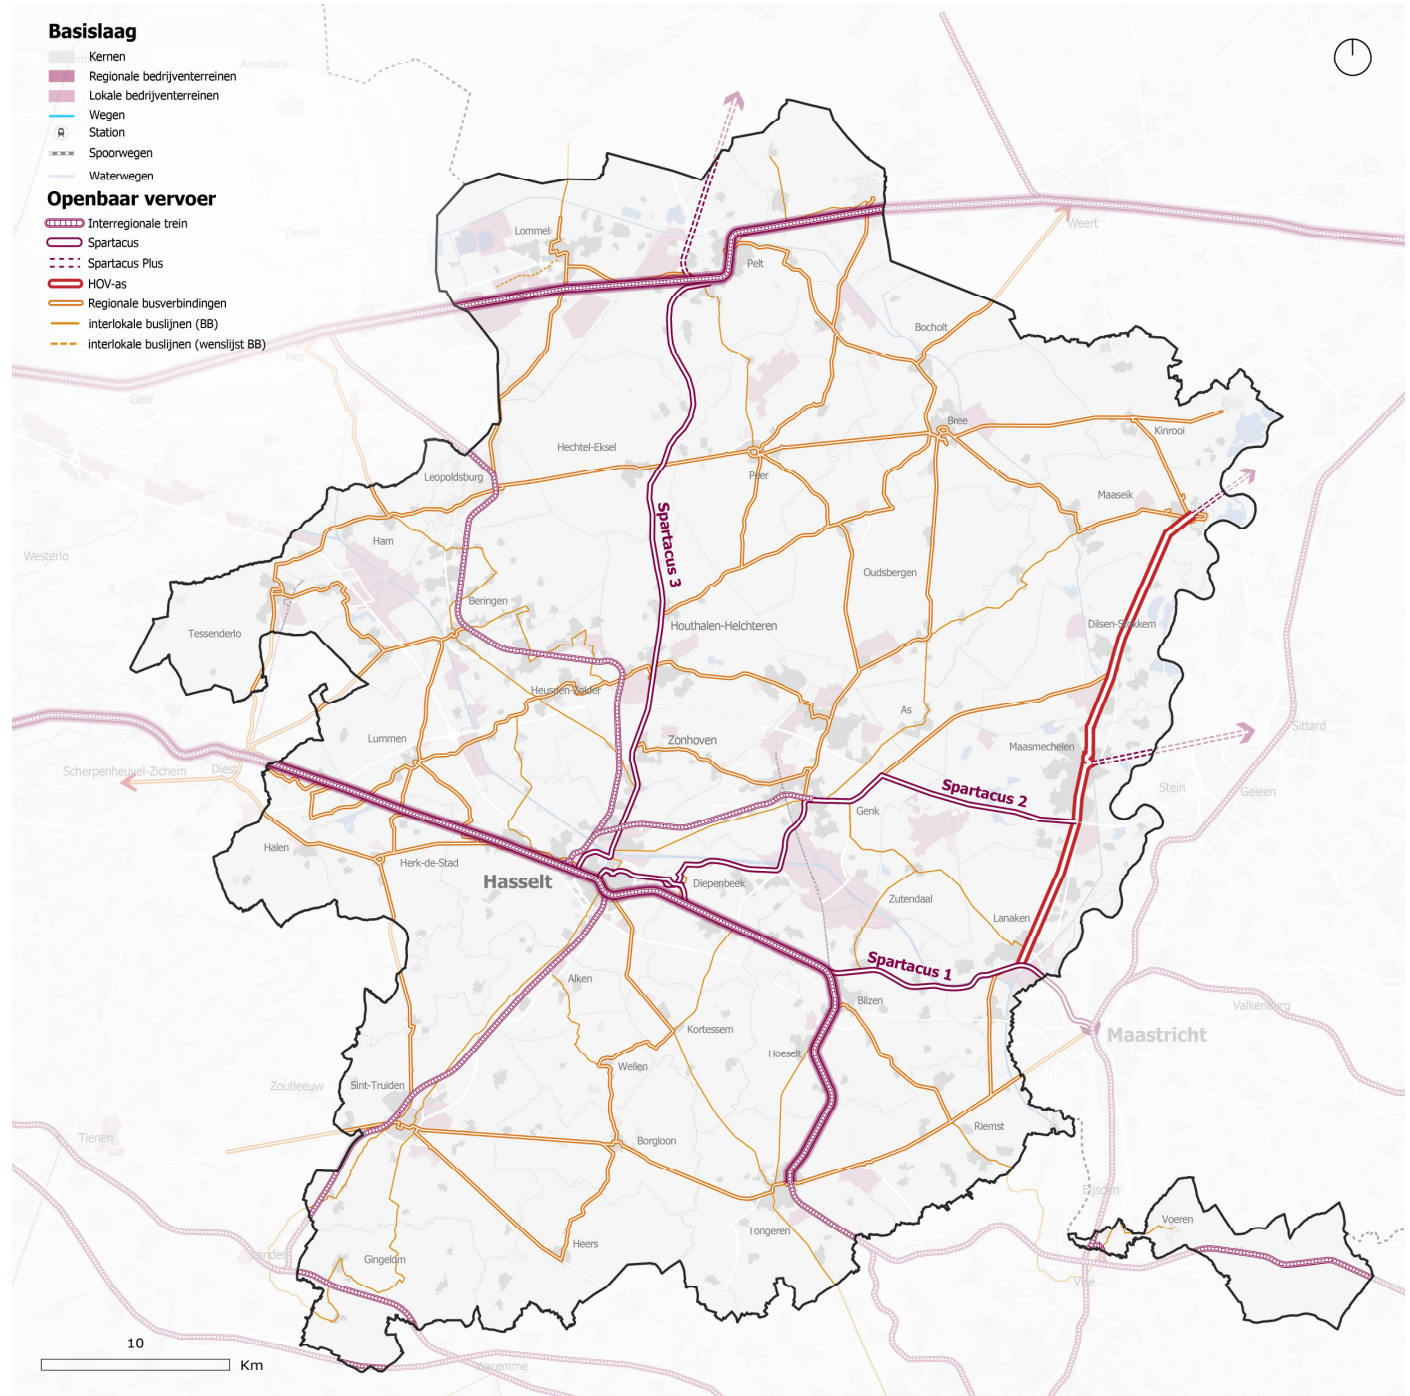 Basislaag
Kernen
Regionale bedrijventerreinen
Lokale bedrijventerreinen
Wegen
Station
Spoorwegen
Waterwegen
Openbaar vervoer
Interregionale trein
Spartacus
Spartacus Plus
HOV-as
Regionale busverbindingen
interlokale buslijnen (BB)
interlokale buslijnen (wenslijst BB)
Arendonk
Dessel
Lommel
Weert
Pelt
Bocholt
Mol
Geel
Bree
Kinrooi
Hechtel-Eksel
Peer
Leopoldsburg
Maaseik
Spartacus 3
Ham
Westerlo
Oudsbergen
Beringen
Houthalen-Helchteren
Dilsen-Stokkem
Tessenderlo
Heusden-Zolder
As
Sittard
Lummen
Zonhoven
Maasmechelen
Scherpenheuvel-Zichem
Diest
Stein
Geleen
Spartacus 2
Genk
Halen
Herk-de-Stad
Hasselt
Diepenbeek
Zutendaal
Lanaken
Spartacus 1
Alken
Bilzen
Valkenburg
Kortessem
Maastricht
Hoeselt
Wellen
Zoutleeuw
Sint-Truiden
Riemst
Tienen
Borgloon
Eijsden
Voeren
Tongeren
Heers
Landen
Gingelom
Visé
10
Km
Waremme